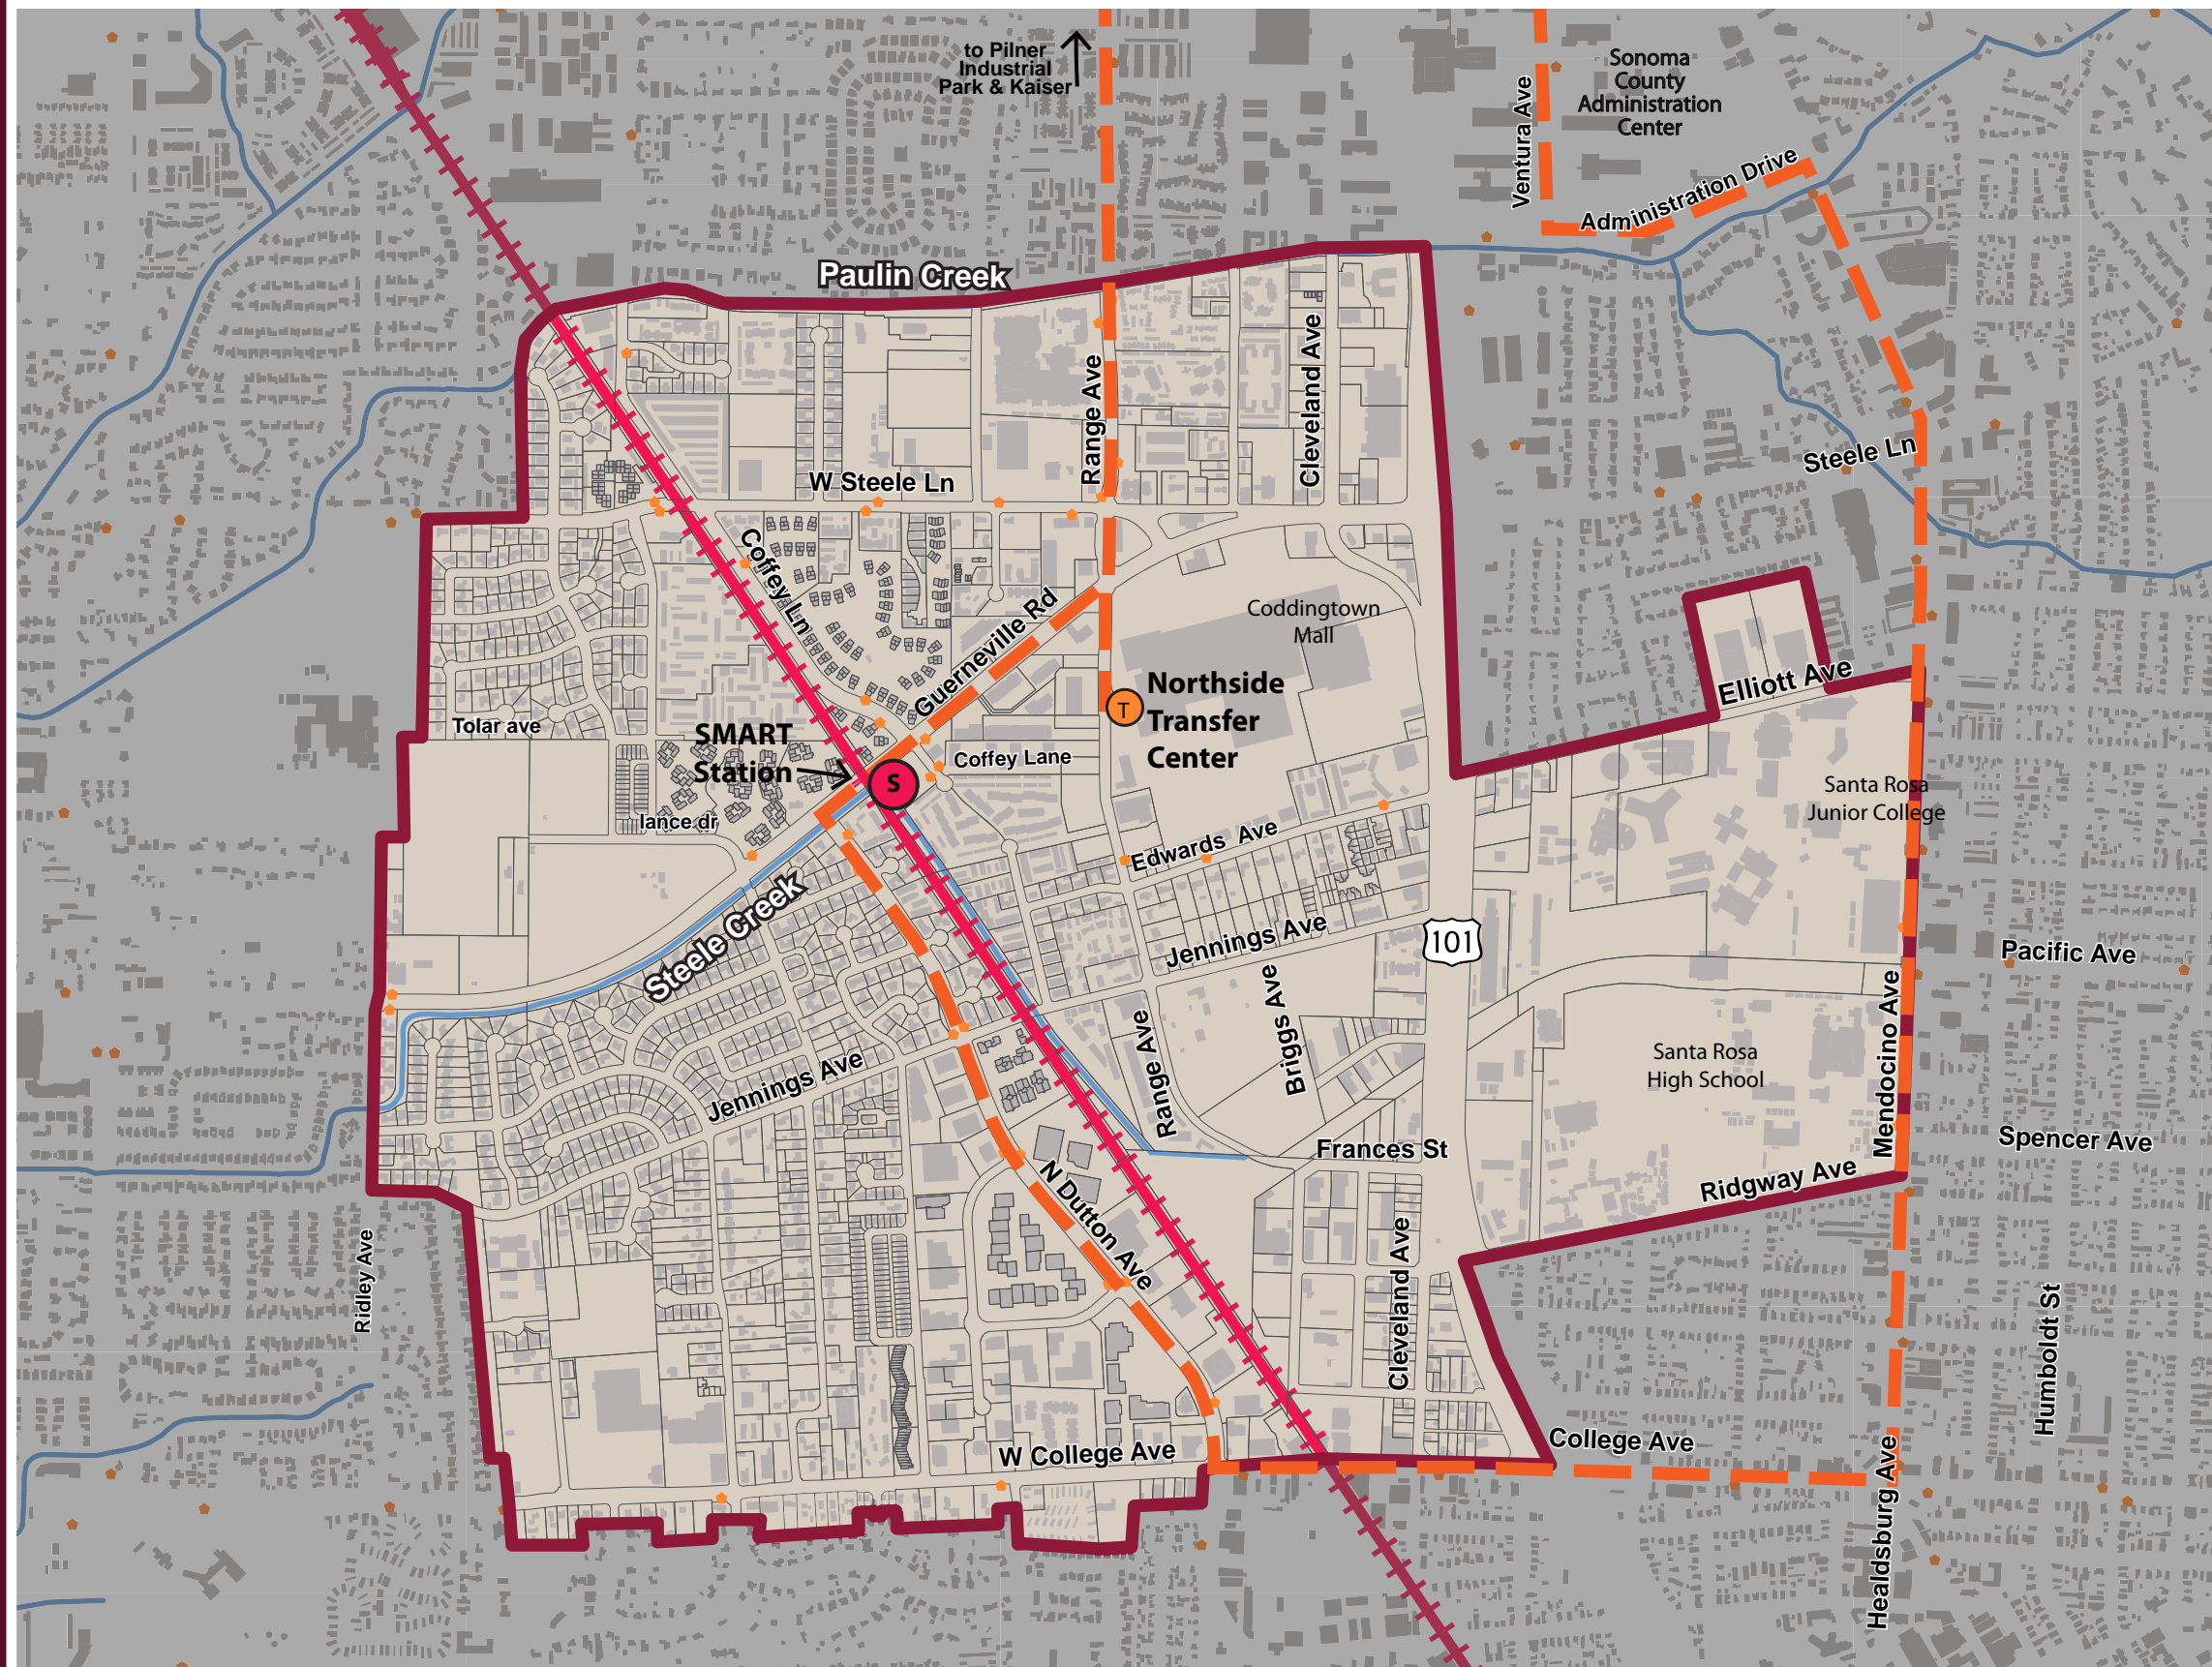 to Pilner
Industrial
Park & Kaiser
Ventura Ave
Sonoma
County
Administration
Center
Administration Drive
Paulin Creek
Range Ave
Cleveland Ave
Steele Ln
W Steele Ln
Coffey Ln
Guerneville Rd
Coddingtown
Mall
Elliott Ave
Northside
Transfer
Center
T
Tolar ave
SMART
Station
S
Coffey Lane
Santa Rosa
Junior College
lance dr
Edwards Ave
Steele Creek
Jennings Ave
101
Pacific Ave
Briggs Ave
Range Ave
Mendocino Ave
Santa Rosa
High School
Jennings Ave
Frances St
Spencer Ave
Ridgway Ave
N Dutton Ave
Ridley Ave
Cleveland Ave
Humboldt St
W College Ave
College Ave
Healdsburg Ave